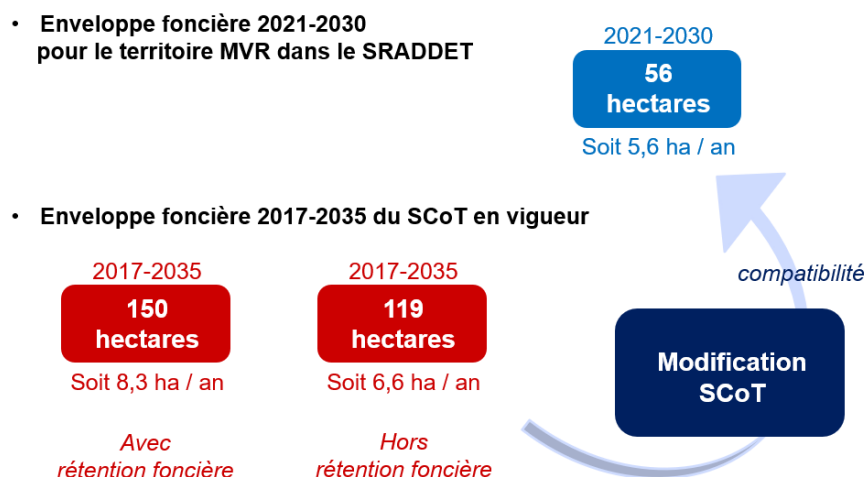 • Enveloppe foncière 2021-2030
pour le territoire MVR dans le SRADDET
2021-2030
56
hectares
Soit 5,6 ha / an
• Enveloppe foncière 2017-2035 du SCoT en vigueur
2017-2035
150
hectares
Soit 8,3 ha / an
Avec
rétention foncière
2017-2035
119
hectares
Soit 6,6 ha / an
Hors
rétention foncière
compatibilité
Modification
SCoT